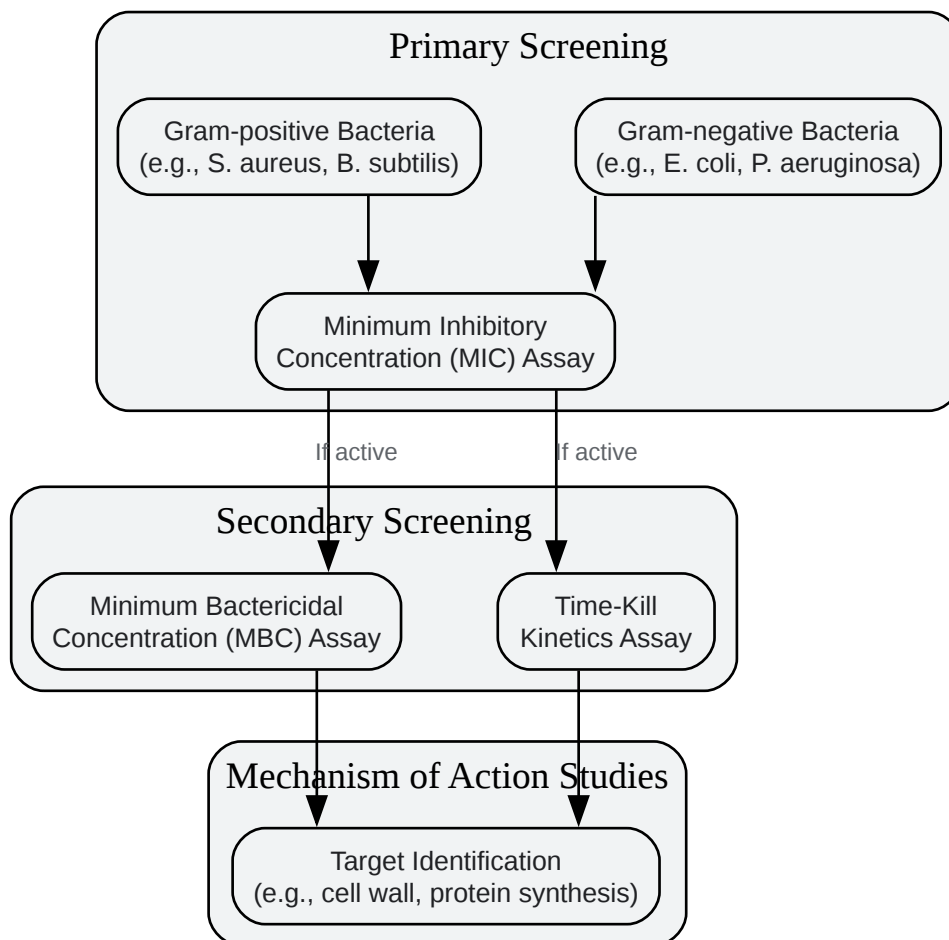 Primary Screening
Gram-positive Bacteria
(e.g., S. aureus, B. subtilis)
Gram-negative Bacteria
(e.g., E. coli, P. aeruginosa)
Minimum Inhibitory
Concentration (MIC) Assay
If active
If active
Secondary Screening
Minimum Bactericidal
Concentration (MBC) Assay
Time-Kill
Kinetics Assay
Mechanism of Action Studies
Target Identification
(e.g., cell wall, protein synthesis)